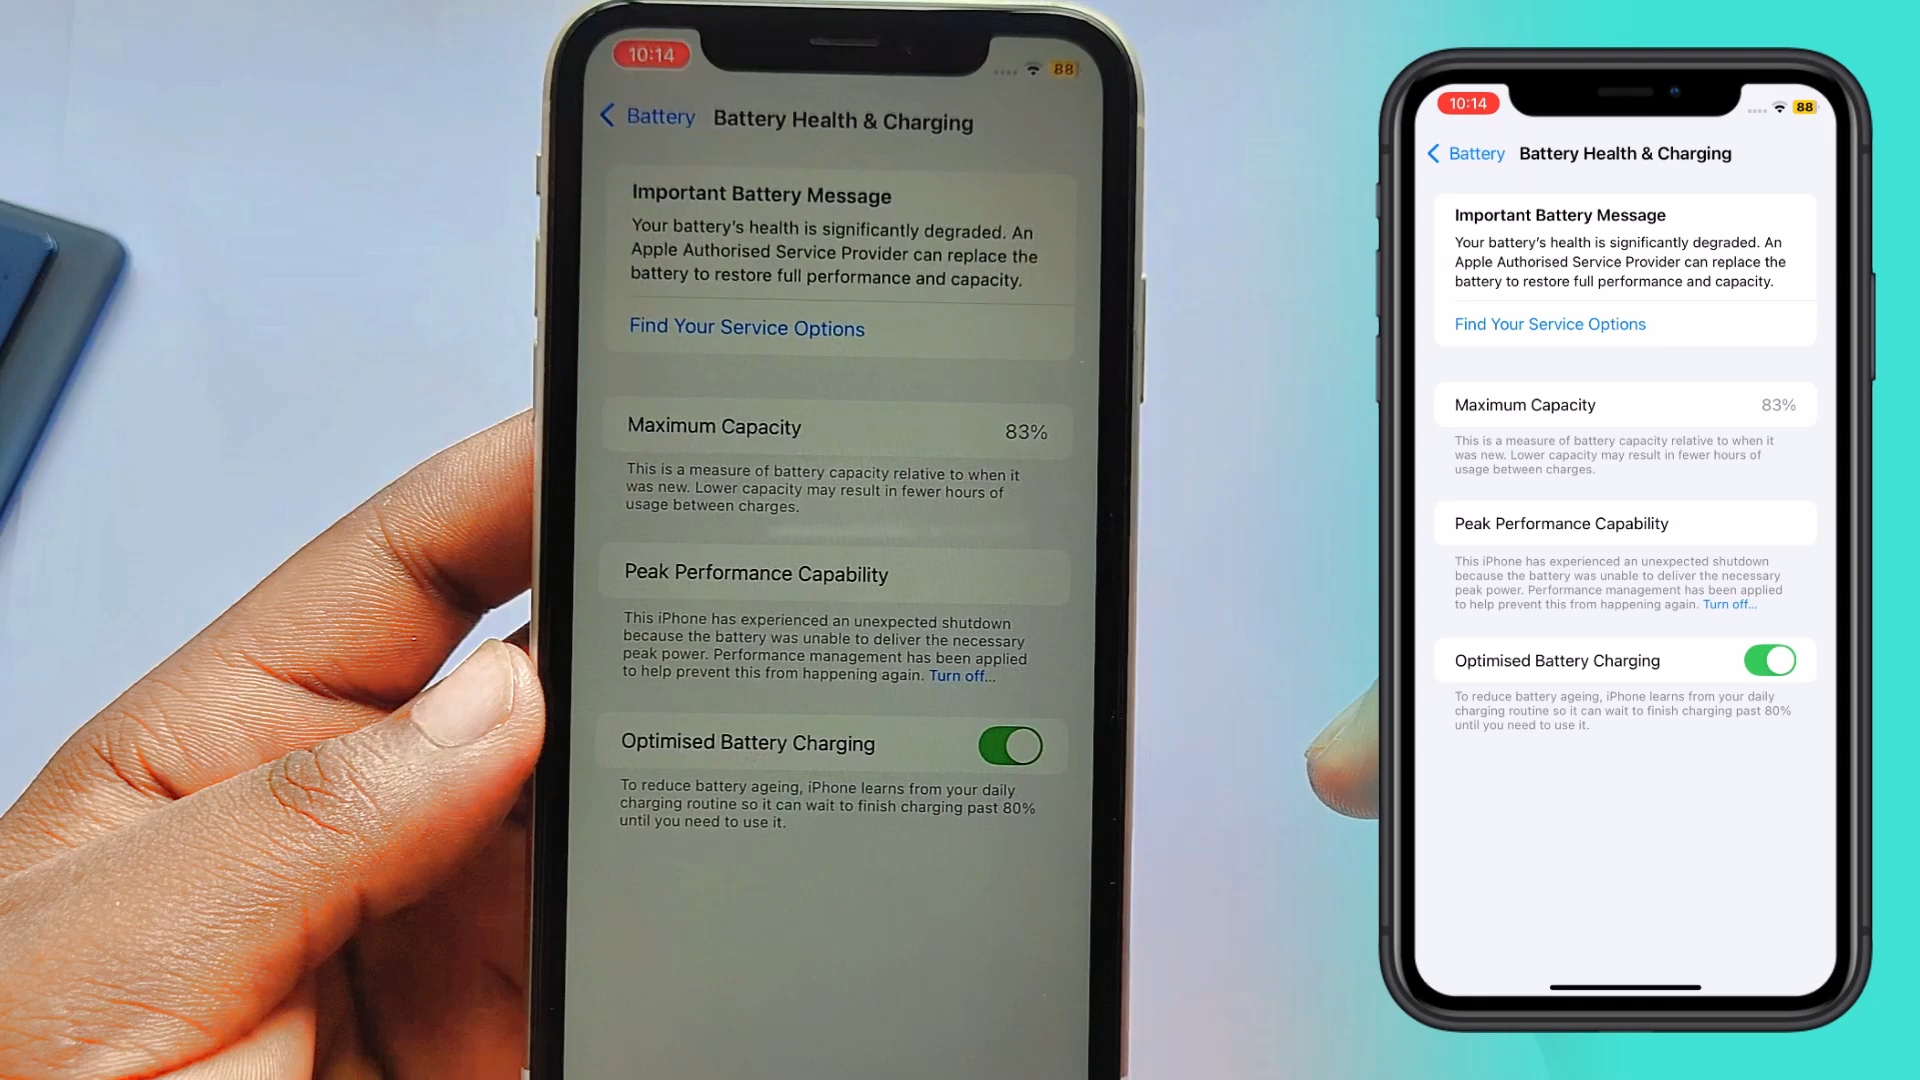 10:14
88
Battery Battery Health & Charging
Important Battery Message
Your battery's health is significantly degraded. An
Apple Authorised Service Provider can replace the
battery to restore full performance and capacity.
Find Your Service Options
Maximum Capacity 83%
This is a measure of battery capacity relative to when it
was new. Lower capacity may result in fewer hours of
usage between charges.
Peak Performance Capability
This iPhone has experienced an unexpected shutdown
because the battery was unable to deliver the necessary
peak power. Performance management has been applied
to help prevent this from happening again. Turn off...
Optimised Battery Charging
To reduce battery ageing, iPhone learns from your daily
charging routine so it can wait to finish charging past 80%
until you need to use it.
10:14
88
Battery Battery Health & Charging
Important Battery Message
Your battery's health is significantly degraded. An
Apple Authorised Service Provider can replace the
battery to restore full performance and capacity.
Find Your Service Options
Maximum Capacity 83%
This is a measure of battery capacity relative to when it
was new. Lower capacity may result in fewer hours of
usage between charges.
Peak Performance Capability
This iPhone has experienced an unexpected shutdown
because the battery was unable to deliver the necessary
peak power. Performance management has been applied
to help prevent this from happening again. Turn off...
Optimised Battery Charging
To reduce battery ageing, iPhone learns from your daily
charging routine so it can wait to finish charging past 80%
until you need to use it.